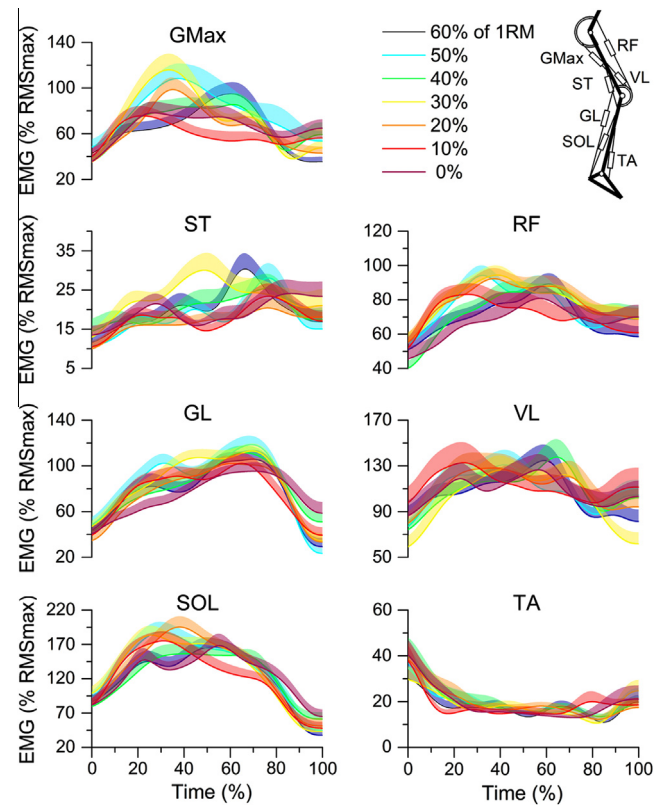 GMax
EMG (% RMSmax)
140
100
60
20
60% of 1RM
50%
40%
30%
20%
10%
0%
RF
GMax
VL
ST
GL
SOL
TA
ST
EMG (% RMSmax)
35
25
15
5
RF
120
100
80
60
40
GL
EMG (% RMSmax)
140
100
60
20
VL
170
130
90
50
SOL
EMG (% RMSmax)
220
170
120
70
20
0 20 40 60 80 100
Time (%)
TA
60
40
20
0
0 20 40 60 80 100
Time (%)